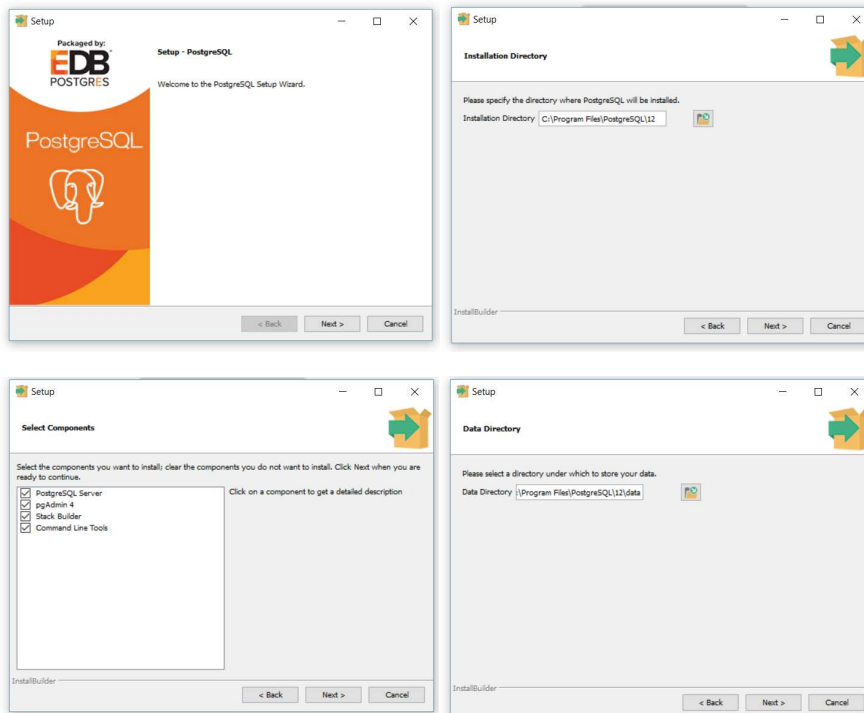 Setup
Packaged by:
EDB
POSTGRES
PostgreSQL
Setup - PostgreSQL
Welcome to the PostgreSQL Setup Wizard.
< Back Next > Cancel
Setup
Installation Directory
Please specify the directory where PostgreSQL will be installed.
Installation Directory C:\Program Files\PostgreSQL\12
InstallBuilder
< Back Next > Cancel
Setup
Select Components
Select the components you want to install; clear the components you do not want to install. Click Next when you are
ready to continue.
PostgreSQL Server
pgAdmin 4
Stack Builder
Command Line Tools
Click on a component to get a detailed description
InstallBuilder
< Back Next > Cancel
Setup
Data Directory
Please select a directory under which to store your data.
Data Directory :\Program Files\PostgreSQL\12\data
InstallBuilder
< Back Next > Cancel